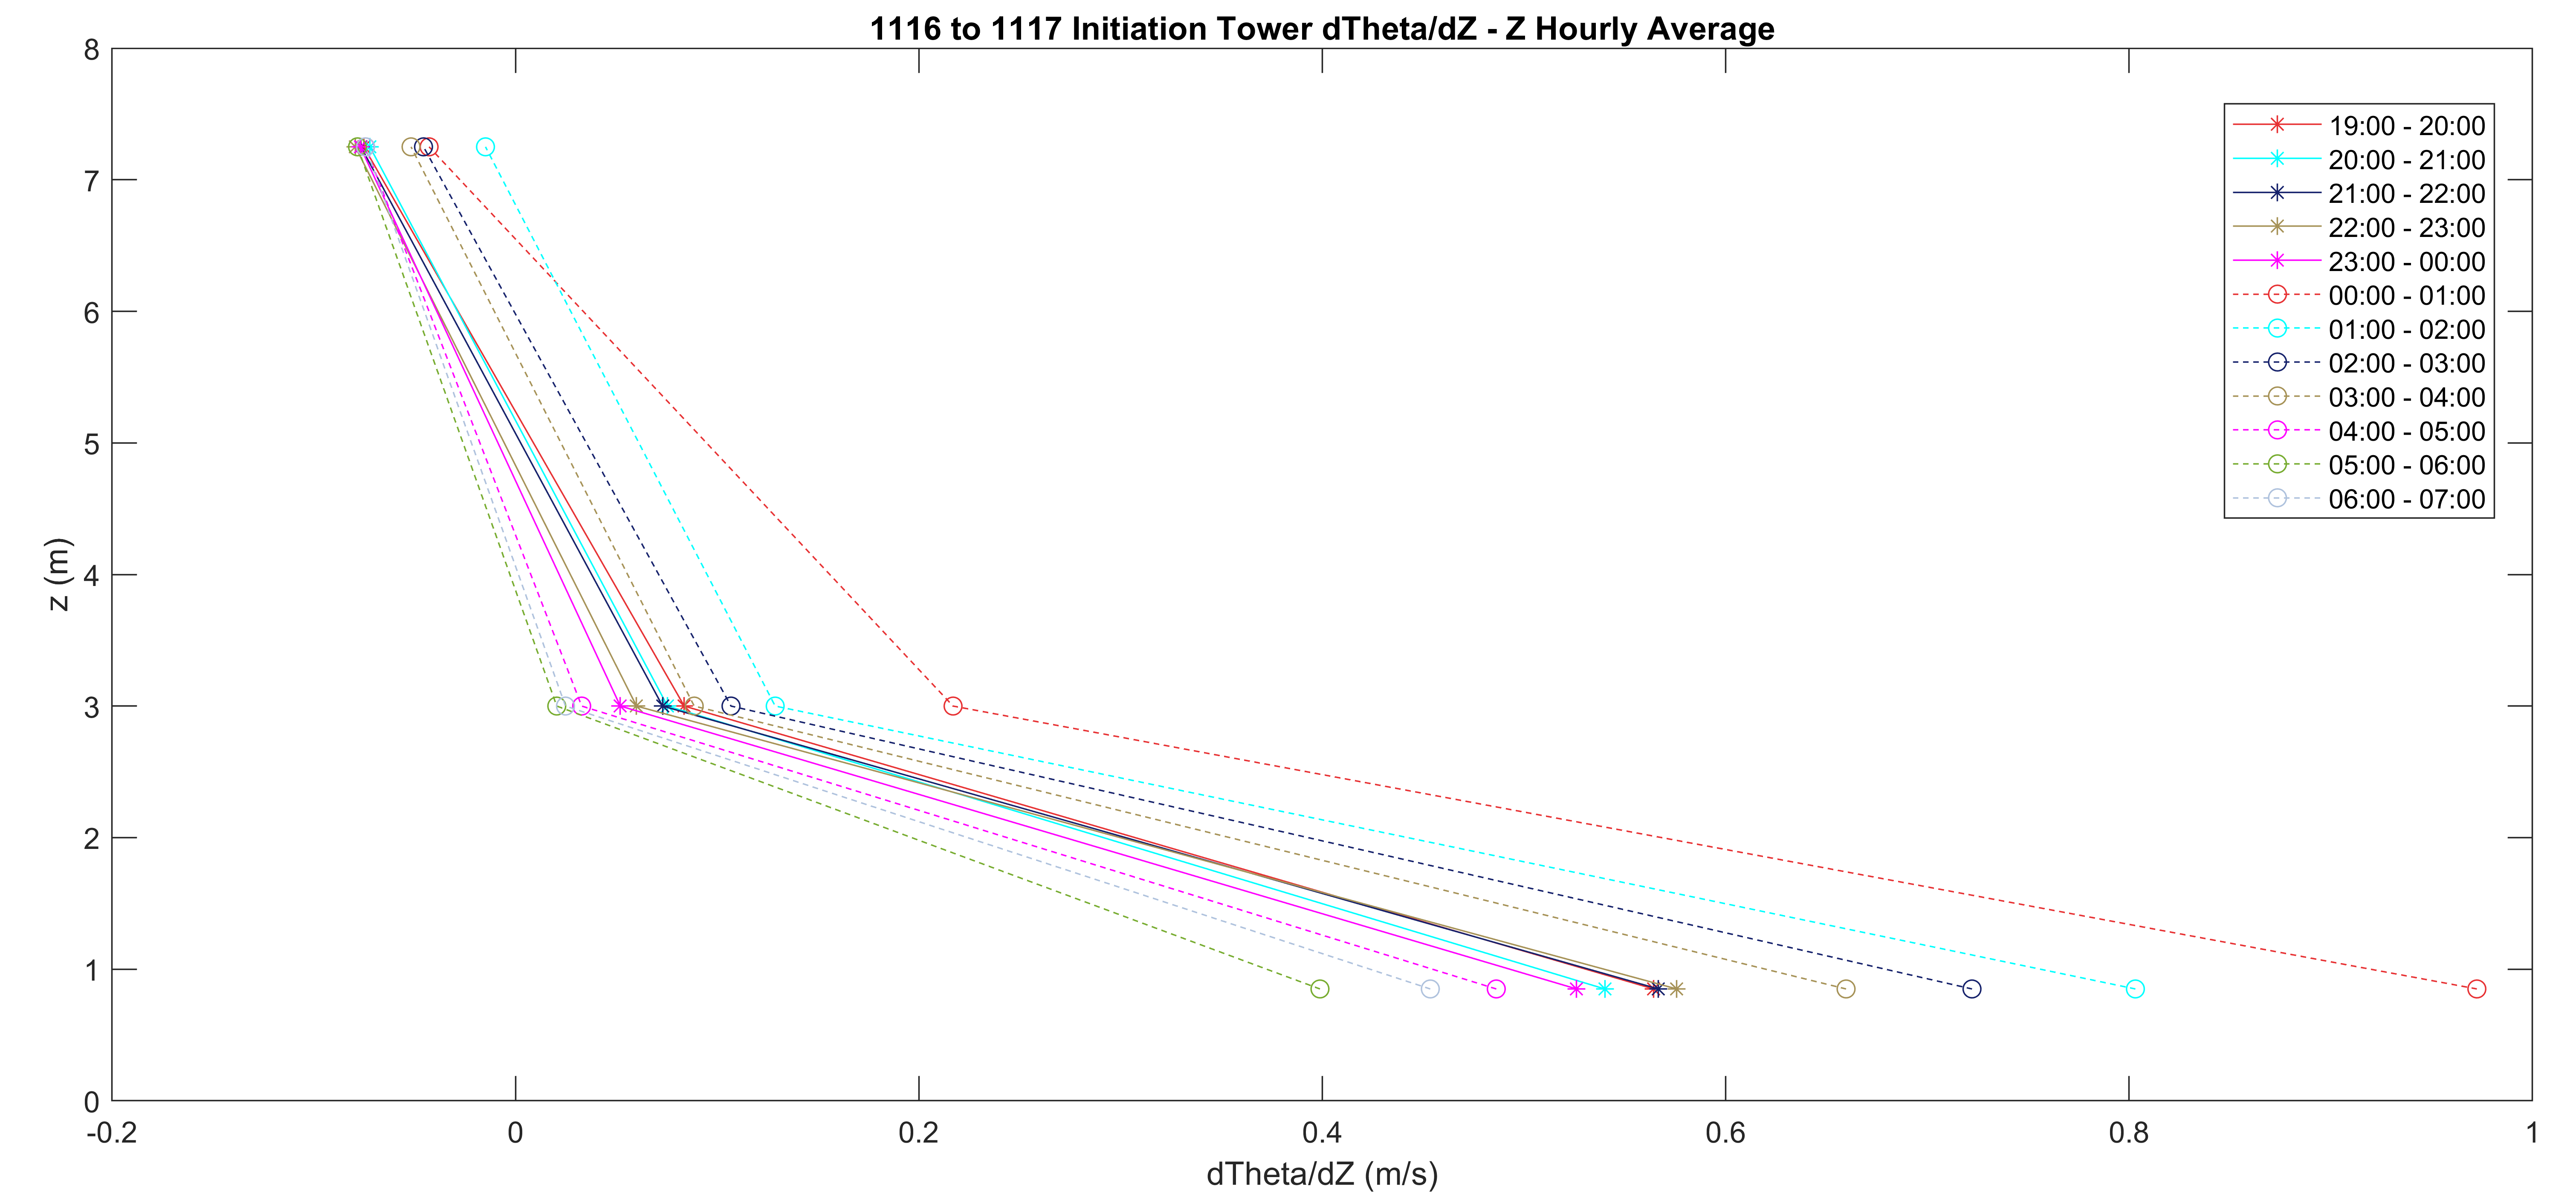 1116 to 1117 Initiation Tower dTheta/dZ - Z Hourly Average
8
7
6
5
4
3
2
1
0
z (m)
19:00 - 20:00
20:00 - 21:00
21:00 - 22:00
22:00 - 23:00
23:00 - 00:00
00:00 - 01:00
01:00 - 02:00
02:00 - 03:00
03:00 - 04:00
04:00 - 05:00
05:00 - 06:00
06:00 - 07:00
-0.2 0 0.2 0.4 0.6 0.8 1
dTheta/dZ (m/s)